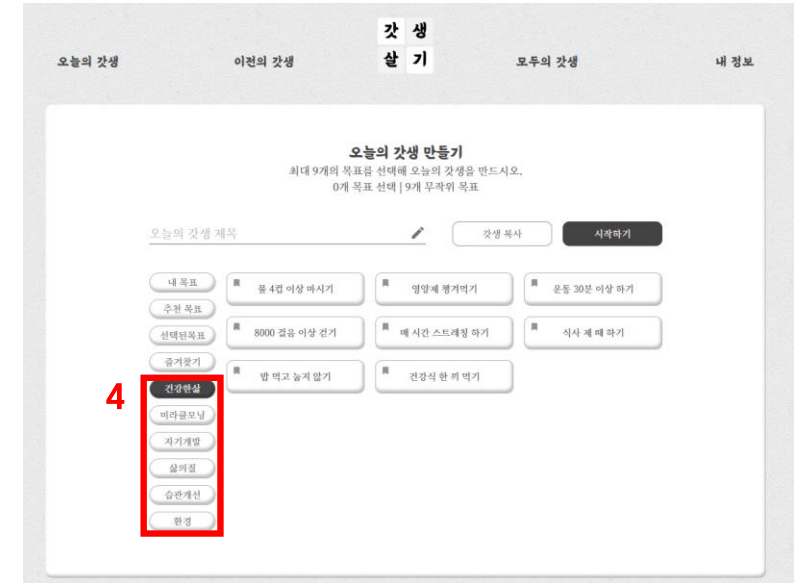 갓 생
살 기
오늘의 갓생
이전의 갓생
모두의 갓생
내 정보
오늘의 갓생 만들기
최대 9개의 목표를 선택해 오늘의 갓생을 만드시오.
0개 목표 선택 | 9개 무작위 목표
오늘의 갓생 제목
갓생 복사
시작하기
내 목표
추천 목표
선택된목표
즐겨찾기
4
건강한삶
미라클모닝
자기개발
삶의질
습관개선
환경
물 4컵 이상 마시기
영양제 챙겨먹기
운동 30분 이상 하기
8000 걸음 이상 걷기
매 시간 스트레칭 하기
식사 제 때 하기
밥 먹고 눕지 않기
건강식 한 끼 먹기